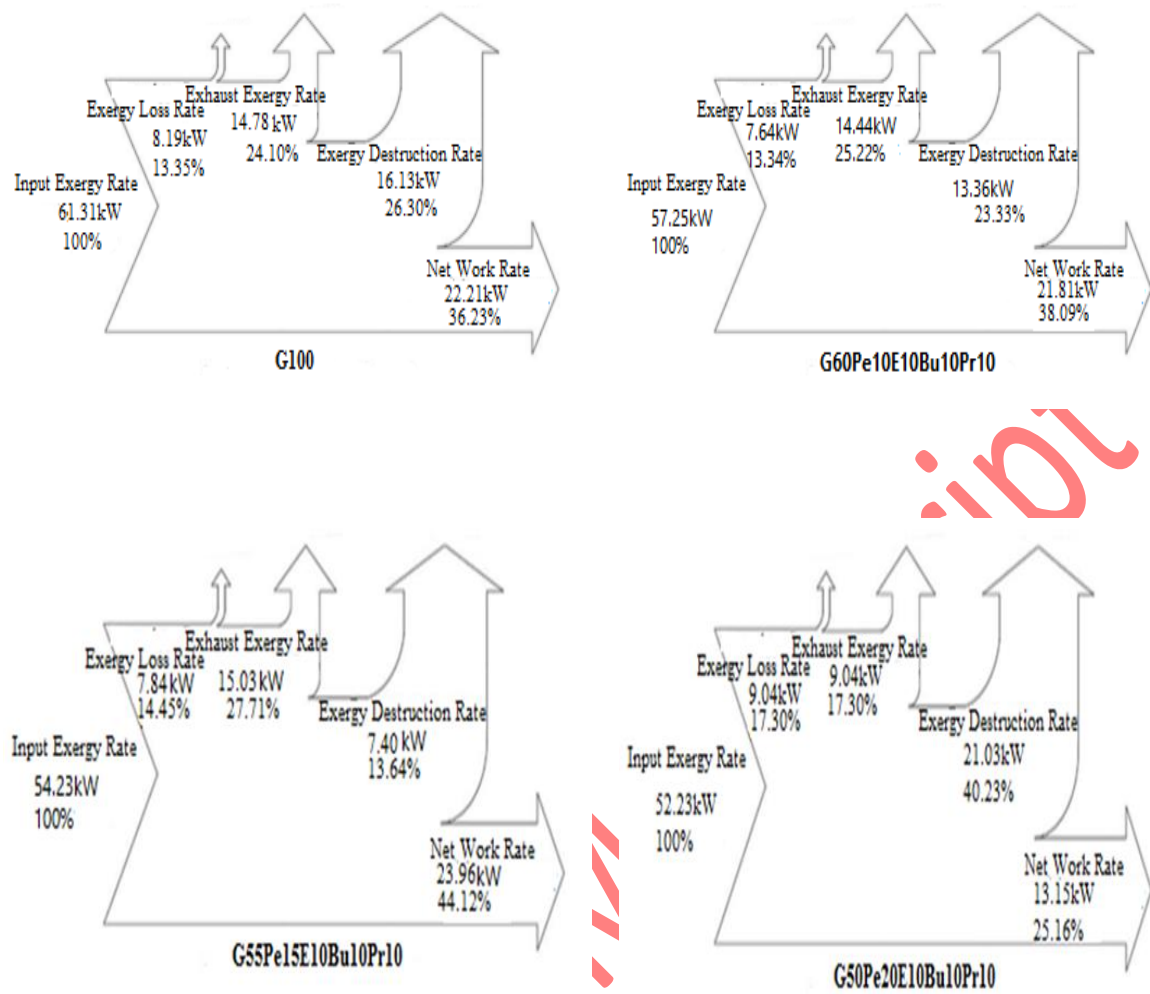 Exergy Loss Rate
8.19kW
13.35%
Exhaust Exergy Rate
14.78 kW
24.10%
Exergy Destruction Rate
16.13kW
26.30%
Input Exergy Rate
61.31kW
100%
Net Work Rate
22.21kW
36.23%
G100
Exergy Loss Rate
7.64kW
13.34%
Exhaust Exergy Rate
14.44kW
25.22%
Exergy Destruction Rate
13.36kW
23.33%
Input Exergy Rate
57.25kW
100%
Net Work Rate
21.81kW
38.09%
G60Pe10E10Bu10Pr10
Exergy Loss Rate
7.84kW
14.45%
Exhaust Exergy Rate
15.03kW
27.71%
Exergy Destruction Rate
7.40 kW
13.64%
Input Exergy Rate
54.23kW
100%
Net Work Rate
23.96kW
44.12%
G55Pe15E10Bu10Pr10
Exergy Loss Rate
9.04kW
17.30%
Exhaust Exergy Rate
9.04kW
17.30%
Exergy Destruction Rate
21.03kW
40.23%
Input Exergy Rate
52.23kW
100%
Net Work Rate
13.15kW
25.16%
G50Pe20E10Bu10Pr10